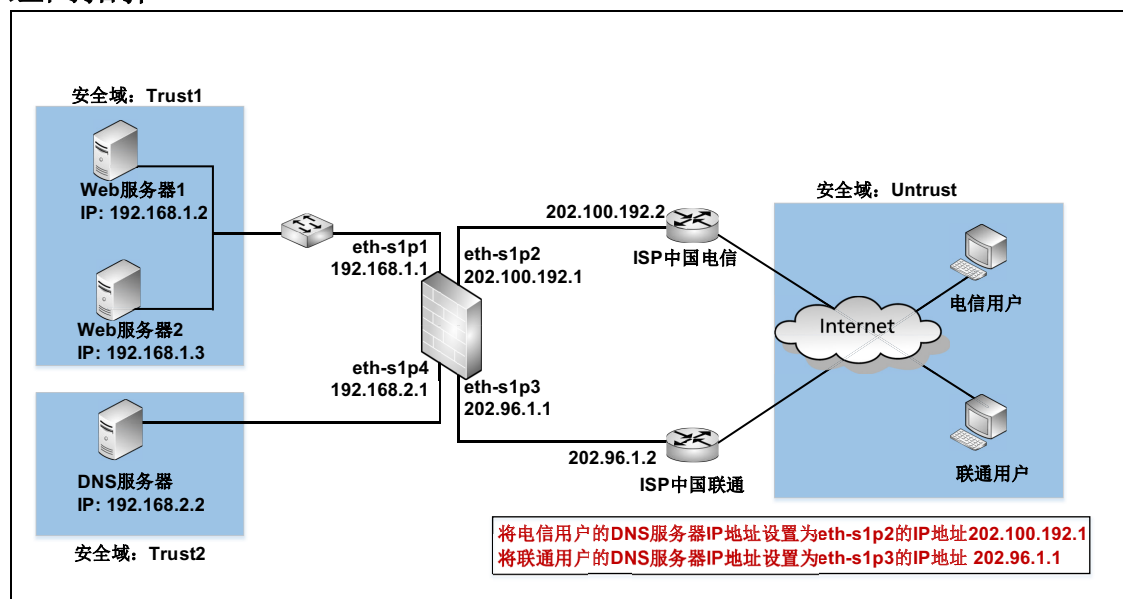 安全域：Trust1
Web服务器1
IP: 192.168.1.2
Web服务器2
IP: 192.168.1.3
eth-s1p1
192.168.1.1
eth-s1p2
202.100.192.1
202.100.192.2
ISP中国电信
安全域：Untrust
电信用户
Internet
eth-s1p4
192.168.2.1
eth-s1p3
202.96.1.1
202.96.1.2
ISP中国联通
联通用户
DNS服务器
IP: 192.168.2.2
安全域：Trust2
将电信用户的DNS服务器IP地址设置为eth-s1p2的IP地址202.100.192.1
将联通用户的DNS服务器IP地址设置为eth-s1p3的IP地址 202.96.1.1